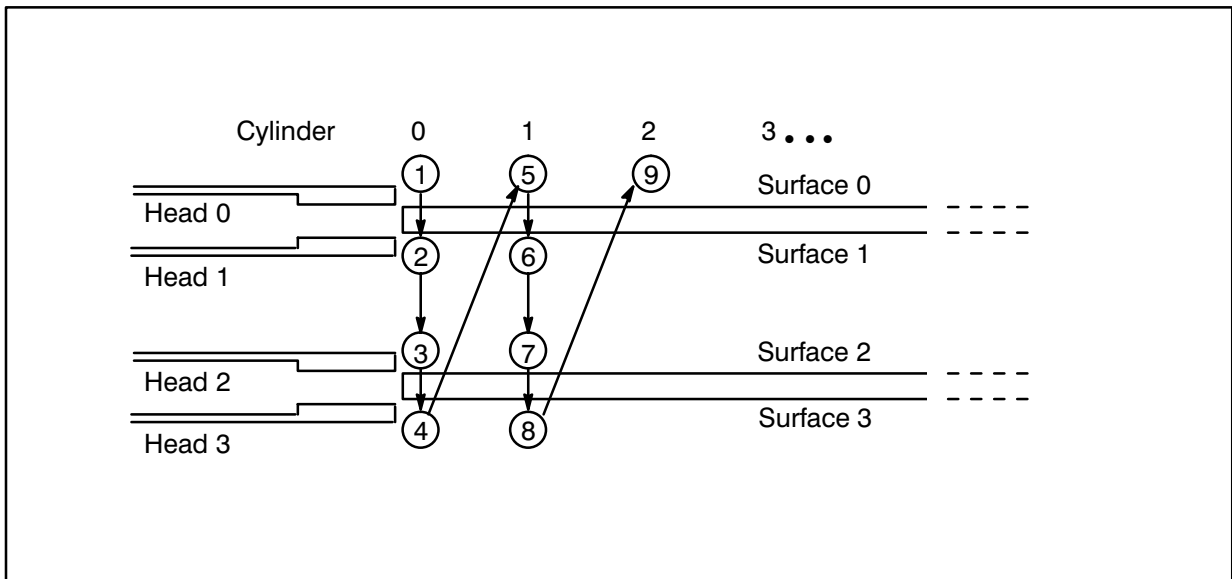 Cylinder 0 1 2 3...
1 5 9
Surface 0
Head 0
2 6
Surface 1
Head 1
3 7
Surface 2
Head 2
4 8
Surface 3
Head 3